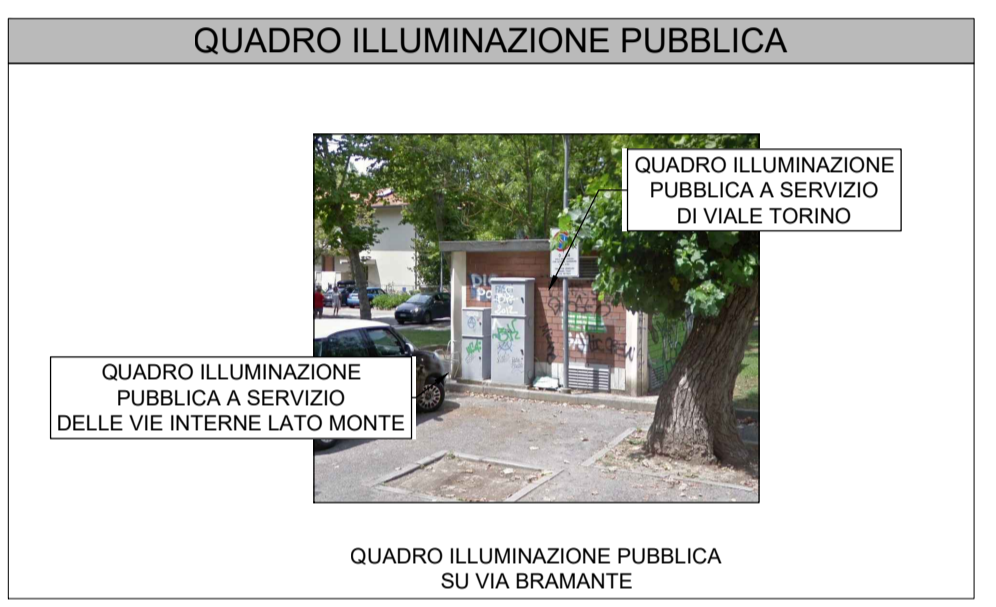 QUADRO ILLUMINAZIONE PUBBLICA
QUADRO ILLUMINAZIONE
PUBBLICA A SERVIZIO
DI VIALE TORINO
QUADRO ILLUMINAZIONE
PUBBLICA A SERVIZIO
DELLE VIE INTERNE LATO MONTE
QUADRO ILLUMINAZIONE PUBBLICA
SU VIA BRAMANTE